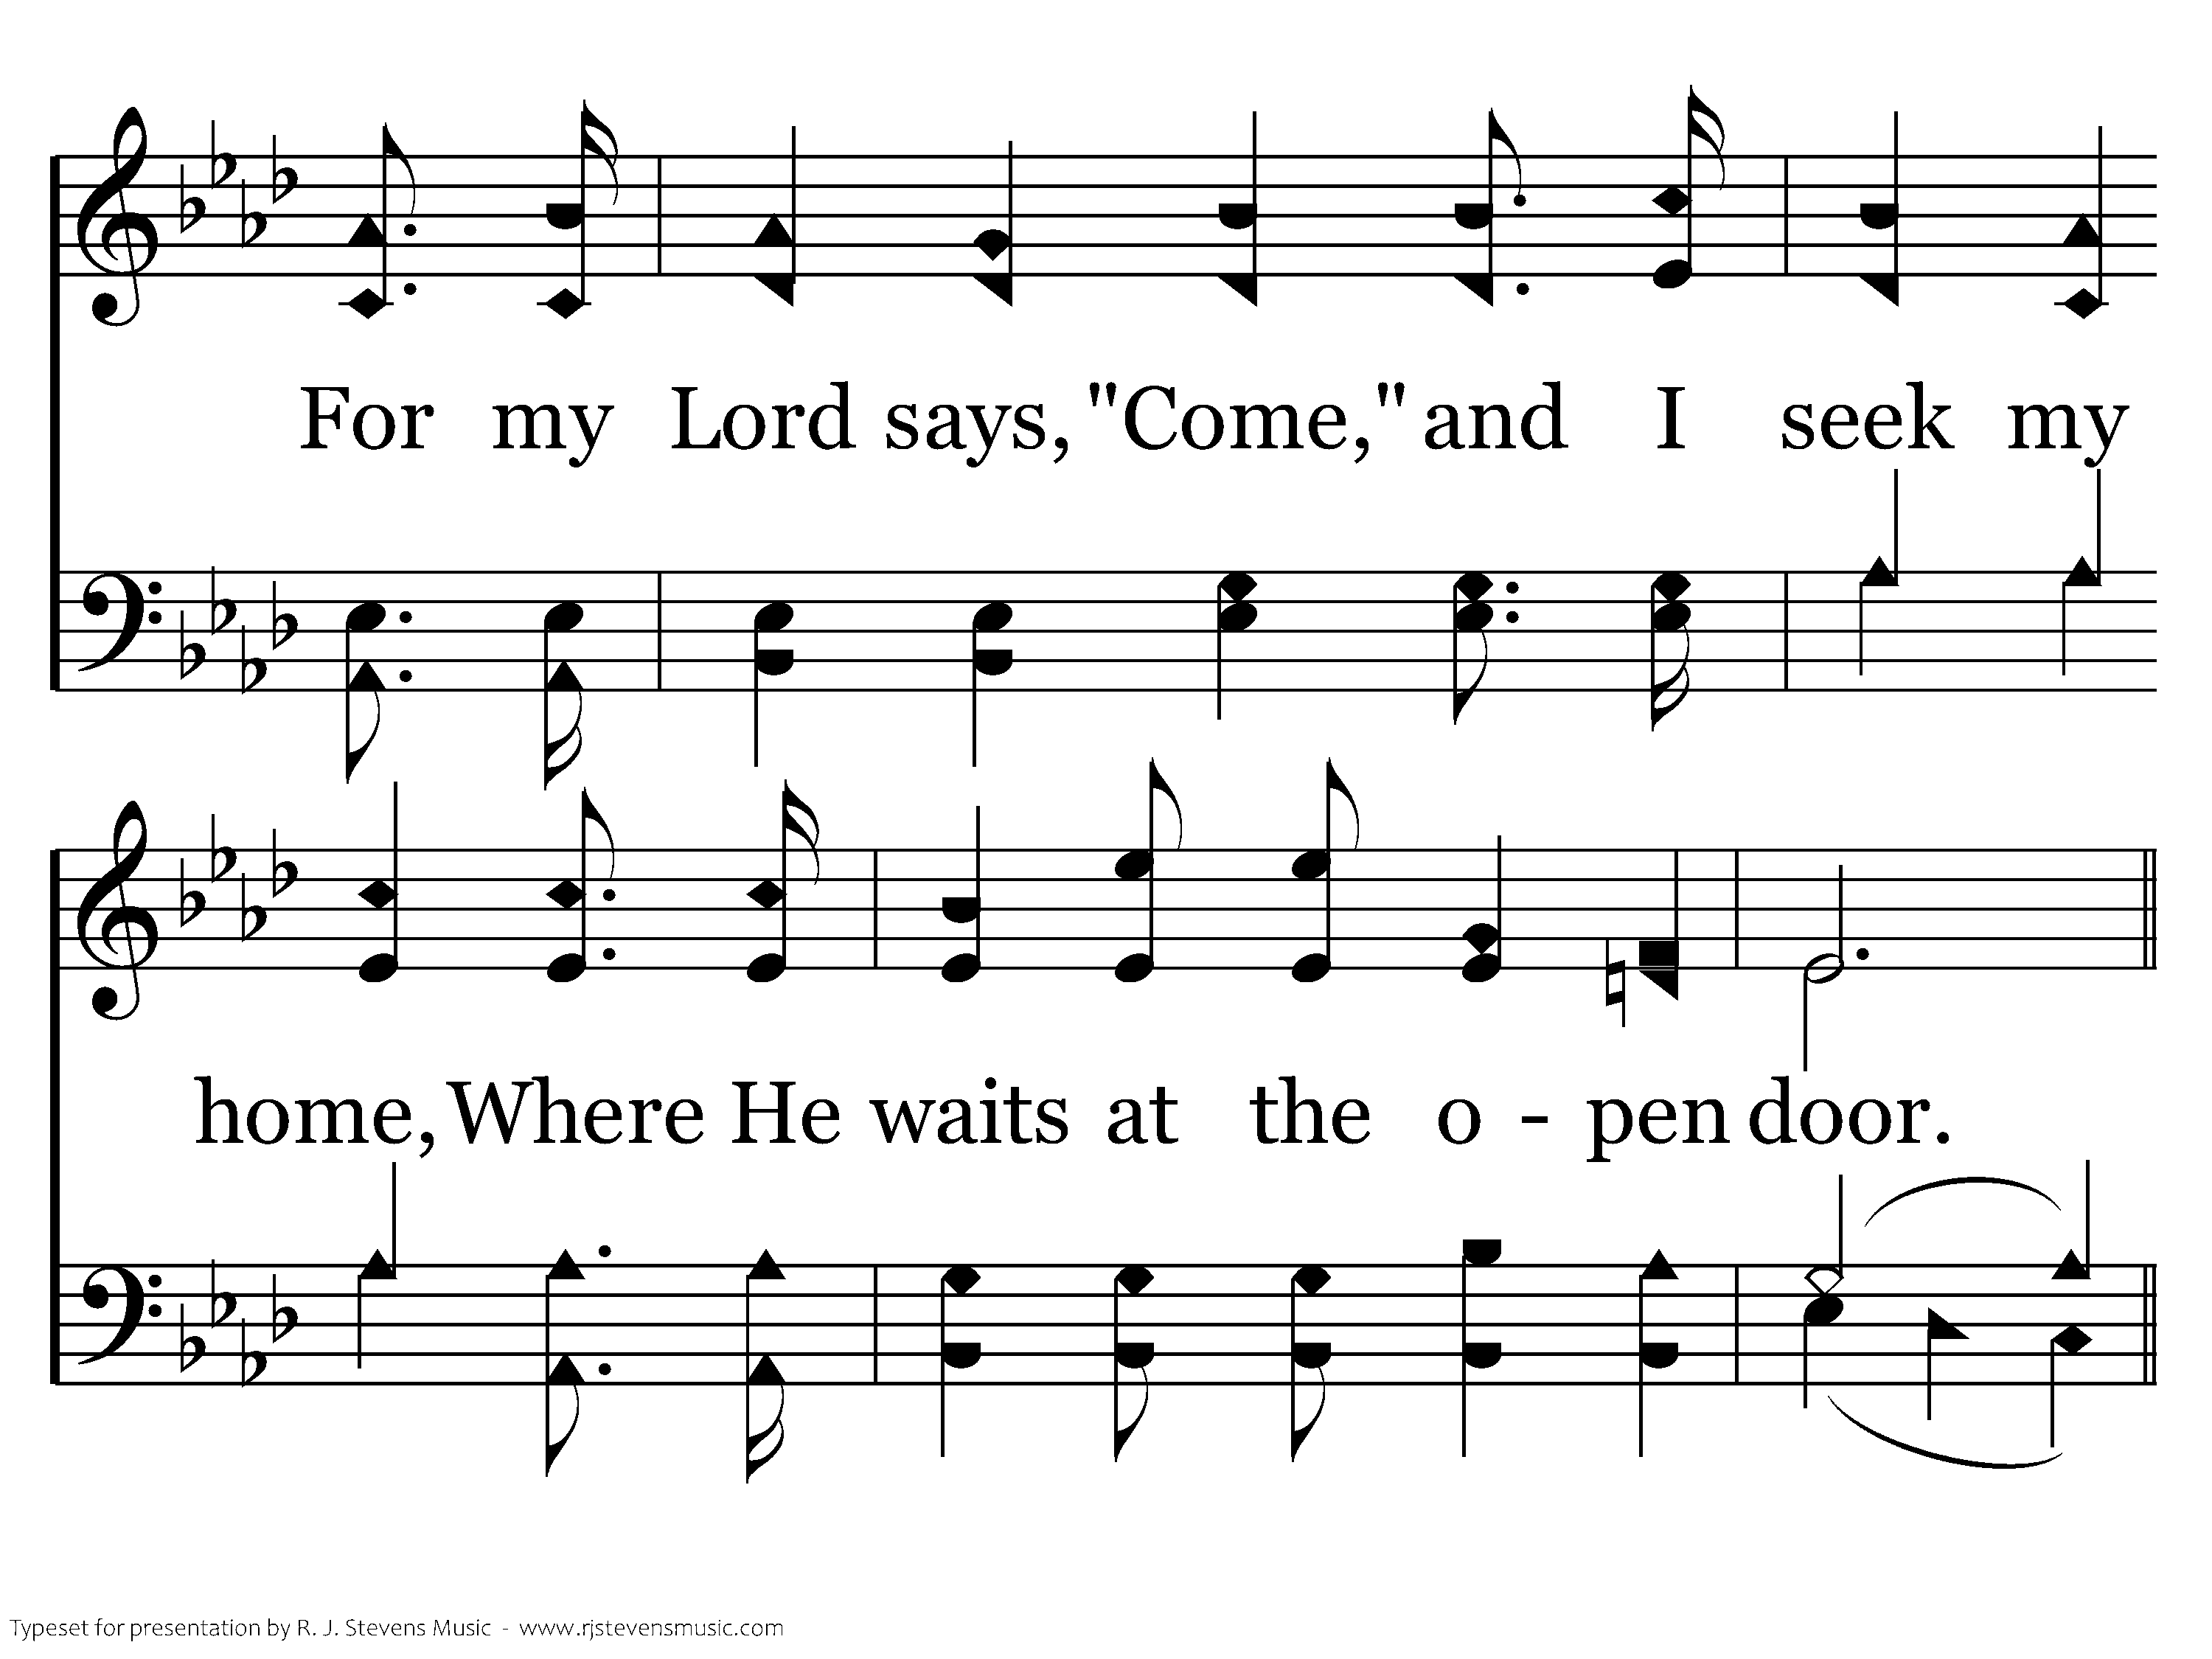 For my Lord says, "Come," and I seek my
home, Where He waits at the o - pen door.
Typeset for presentation by R. J. Stevens Music - www.rjstevensmusic.com